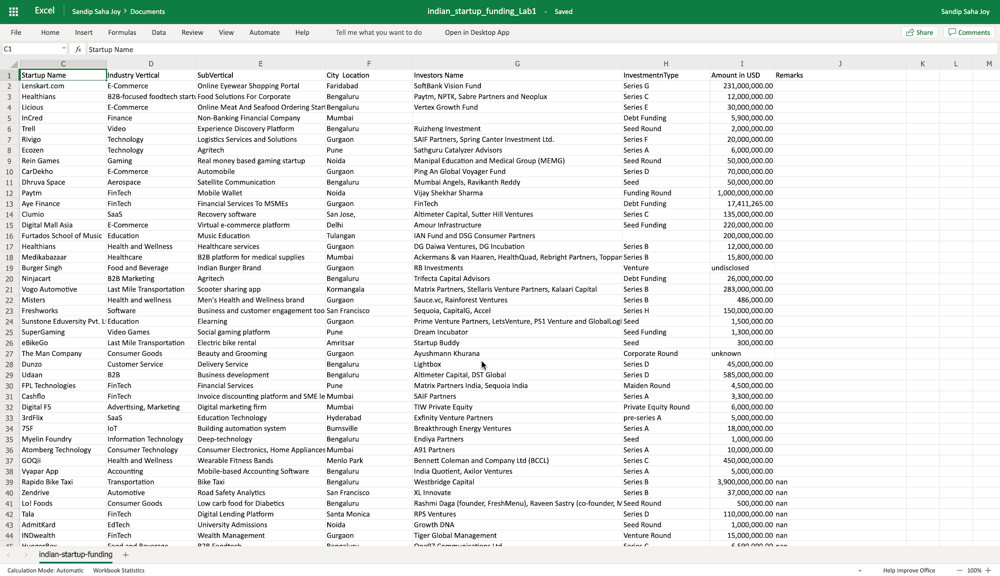 Excel Sandip Saha Joy > Documents indian_startup_funding_Lab1 - Saved Sandip Saha Joy
File Home Insert Formulas Data Review View Automate Help Tell me what you want to do Open in Desktop App Share Comments
C1 fx Startup Name
C D E F G H I J K L M
1 Startup Name Industry Vertical SubVertical City Location Investors Name InvestmentnType Amount in USD Remarks
2 Lenskart.com E-Commerce Online Eyewear Shopping Portal Faridabad SoftBank Vision Fund Series G 231,000,000.00
3 Healthians B2B-focused foodtech startu Food Solutions For Corporate Bengaluru Paytm, NPTK, Sabre Partners and Neoplux Series C 12,000,000.00
4 Licious E-Commerce Online Meat And Seafood Ordering Start Bengaluru Vertex Growth Fund Series E 30,000,000.00
5 InCred Finance Non-Banking Financial Company Mumbai Debt Funding 5,900,000.00
6 Trell Video Experience Discovery Platform Bengaluru Ruizheng Investment Seed Round 2,000,000.00
7 Rivigo Technology Logistics Services and Solutions Gurgaon SAIF Partners, Spring Canter Investment Ltd. Series F 20,000,000.00
8 Ecozen Technology Agritech Pune Sathguru Catalyzer Advisors Series A 6,000,000.00
9 Rein Games Gaming Real money based gaming startup Noida Manipal Education and Medical Group (MEMG) Seed Round 50,000,000.00
10 CarDekho E-Commerce Automobile Gurgaon Ping An Global Voyager Fund Series D 70,000,000.00
11 Dhruva Space Aerospace Satellite Communication Bengaluru Mumbai Angels, Ravikanth Reddy Seed 50,000,000.00
12 Paytm FinTech Mobile Wallet Noida Vijay Shekhar Sharma Funding Round 1,000,000,000.00
13 Aye Finance FinTech Financial Services To MSMEs Gurgaon FinTech Debt Funding 17,411,265.00
14 Clumio SaaS Recovery software San Jose, Altimeter Capital, Sutter Hill Ventures Series C 135,000,000.00
15 Digital Mall Asia E-Commerce Virtual e-commerce platform Delhi Amour Infrastructure Seed Funding 220,000,000.00
16 Furtados School of Music Education Music Education Tulangan IAN Fund and DSG Consumer Partners 200,000,000.00
17 Healthians Health and Wellness Healthcare services Gurgaon DG Daiwa Ventures, DG Incubation Series B 12,000,000.00
18 Medikabazaar Healthcare B2B platform for medical supplies Mumbai Ackermans & van Haaren, HealthQuad, Rebright Partners, Toppan Series B 15,800,000.00
19 Burger Singh Food and Beverage Indian Burger Brand Gurgaon RB Investments Venture undisclosed
20 Ninjacart B2B Marketing Agritech Bengaluru Trifecta Capital Advisors Debt Funding 26,000,000.00
21 Vogo Automotive Last Mile Transportation Scooter sharing app Kormangala Matrix Partners, Stellaris Venture Partners, Kalaari Capital Series B 283,000,000.00
22 Misters Health and wellness Men's Health and Wellness brand Gurgaon Sauce.vc, Rainforest Ventures Series B 486,000.00
23 Freshworks Software Business and customer engagement too San Francisco Sequoia, CapitalG, Accel Series H 150,000,000.00
24 Sunstone Eduversity Pvt. Lt Education Elearning Gurgaon Prime Venture Partners, LetsVenture, PS1 Venture and GlobalLogi Seed 1,500,000.00
25 SuperGaming Video Games Social gaming platform Pune Dream Incubator Seed Funding 1,300,000.00
26 eBikeGo Last Mile Transportation Electric bike rental Amritsar Startup Buddy Seed 300,000.00
27 The Man Company Consumer Goods Beauty and Grooming Gurgaon Ayushmann Khurana Corporate Round unknown
28 Dunzo Customer Service Delivery Service Bengaluru Lightbox Series D 45,000,000.00
29 Udaan B2B Business development Bengaluru Altimeter Capital, DST Global Series D 585,000,000.00
30 FPL Technologies FinTech Financial Services Pune Matrix Partners India, Sequoia India Maiden Round 4,500,000.00
31 Cashflo FinTech Invoice discounting platform and SME le Mumbai SAIF Partners Series A 3,300,000.00
32 Digital F5 Advertising, Marketing Digital marketing firm Mumbai TIW Private Equity Private Equity Round 6,000,000.00
33 3rdFlix SaaS Education Technology Hyderabad Exfinity Venture Partners pre-series A 5,000,000.00
34 75F IoT Building automation system Burnsville Breakthrough Energy Ventures Series A 18,000,000.00
35 Myelin Foundry Information Technology Deep-technology Bengaluru Endiya Partners Seed 1,000,000.00
36 Atomberg Technology Consumer Technology Consumer Electronics, Home Appliances Mumbai A91 Partners Series A 10,000,000.00
37 GOQii Health and Wellness Wearable Fitness Bands Menlo Park Bennett Coleman and Company Ltd (BCCL) Series C 450,000,000.00
38 Vyapar App Accounting Mobile-based Accounting Software Bengaluru India Quotient, Axilor Ventures Series A 5,000,000.00
39 Rapido Bike Taxi Transportation Bike Taxi Bengaluru Westbridge Capital Series B 3,900,000,000.00 nan
40 Zendrive Automotive Road Safety Analytics San Francisco XL Innovate Series B 37,000,000.00 nan
41 Lo! Foods Consumer Goods Low carb food for Diabetics Bengaluru Rashmi Daga (founder, FreshMenu), Raveen Sastry (co-founder, M Seed Round 500,000.00 nan
42 Tala FinTech Digital Lending Platform Santa Monica RPS Ventures Series D 110,000,000.00 nan
43 AdmitKard EdTech University Admissions Noida Growth DNA Seed Round 1,000,000.00 nan
44 INDwealth FinTech Wealth Management Gurgaon Tiger Global Management Venture Round 15,000,000.00 nan
45 HungerBox Food and Beverage B2B Foodtech Bengaluru One97 Communications Ltd Series C 6,590,000.00 nan
indian-startup-funding
Calculation Mode: Automatic Workbook Statistics Help Improve Office 100%